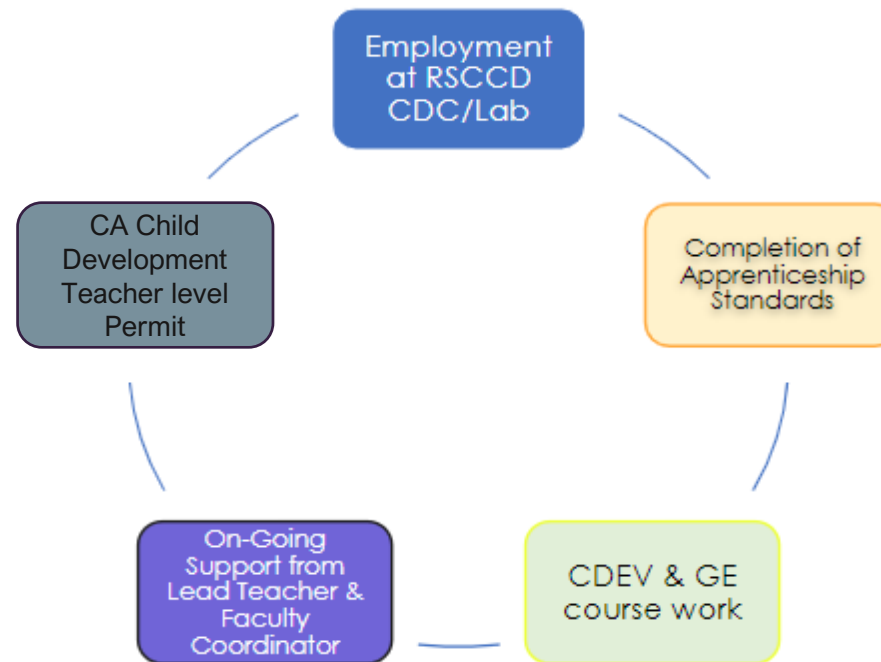 Employment
at RSCCD
CDC/Lab
Completion of
Apprenticeship
Standards
CDEV & GE
course work
On-Going
Support from
Lead Teacher &
Faculty
Coordinator
CA Child
Development
Teacher level
Permit